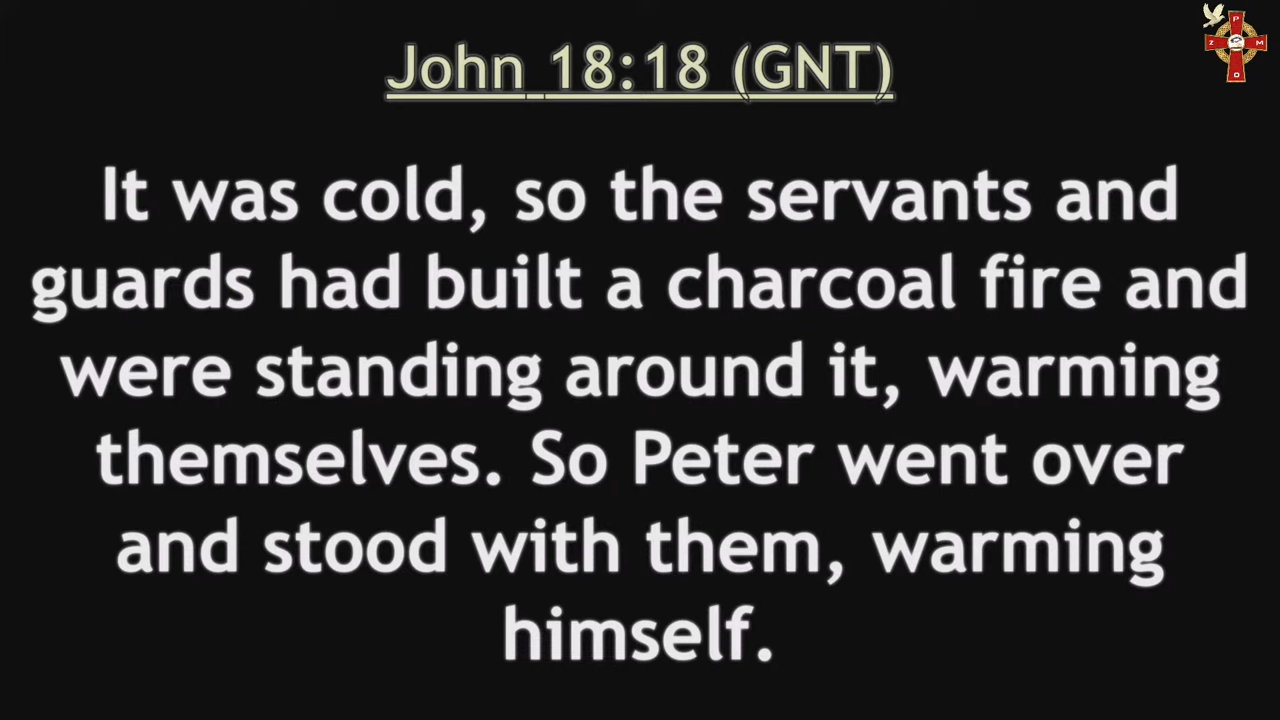 John 18:18 (GNT)
It was cold, so the servants and
guards had built a charcoal fire and
were standing around it, warming
themselves. So Peter went over
and stood with them, warming
himself.
P
Z M
O